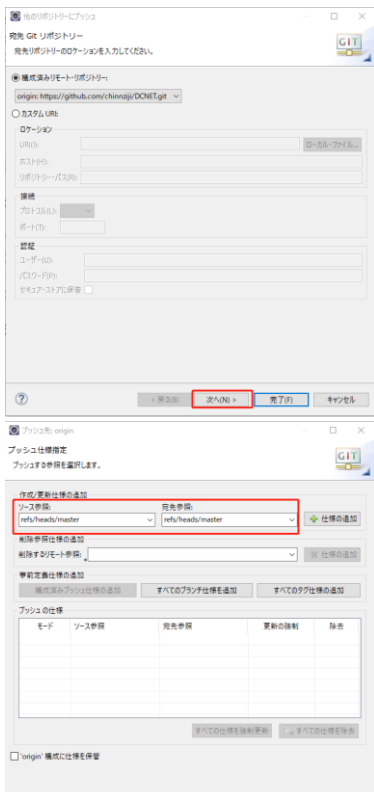 他のリポジトリーにプッシュ
宛先 Git リポジトリー
宛先リポジトリーのロケーションを入力してください。
GIT
構成済みリモート・リポジトリー:
origin: https://github.com/chinnziji/DCNET.git
カスタム URI:
ロケーション
URI(I):
ローカル・ファイル...
ホスト(H):
リポジトリー・パス(R):
接続
プロトコル(L):
ポート(T):
認証
ユーザー(U):
パスワード(P):
セキュア・ストアに保管
< 戻る(B)
次へ(N) >
完了(F)
キャンセル
プッシュ先: origin
プッシュ仕様指定
プッシュする参照を選択します。
GIT
作成/更新仕様の追加
ソース参照:
宛先参照:
refs/heads/master
refs/heads/master
仕様の追加
削除参照仕様の追加
削除するリモート参照:
仕様の追加
事前定義仕様の追加
構成済みプッシュ仕様の追加
すべてのブランチ仕様を追加
すべてのタグ仕様の追加
プッシュの仕様
モード
ソース参照
宛先参照
更新の強制
除去
すべての仕様を強制更新
すべての仕様を除去
'origin' 構成に仕様を保管